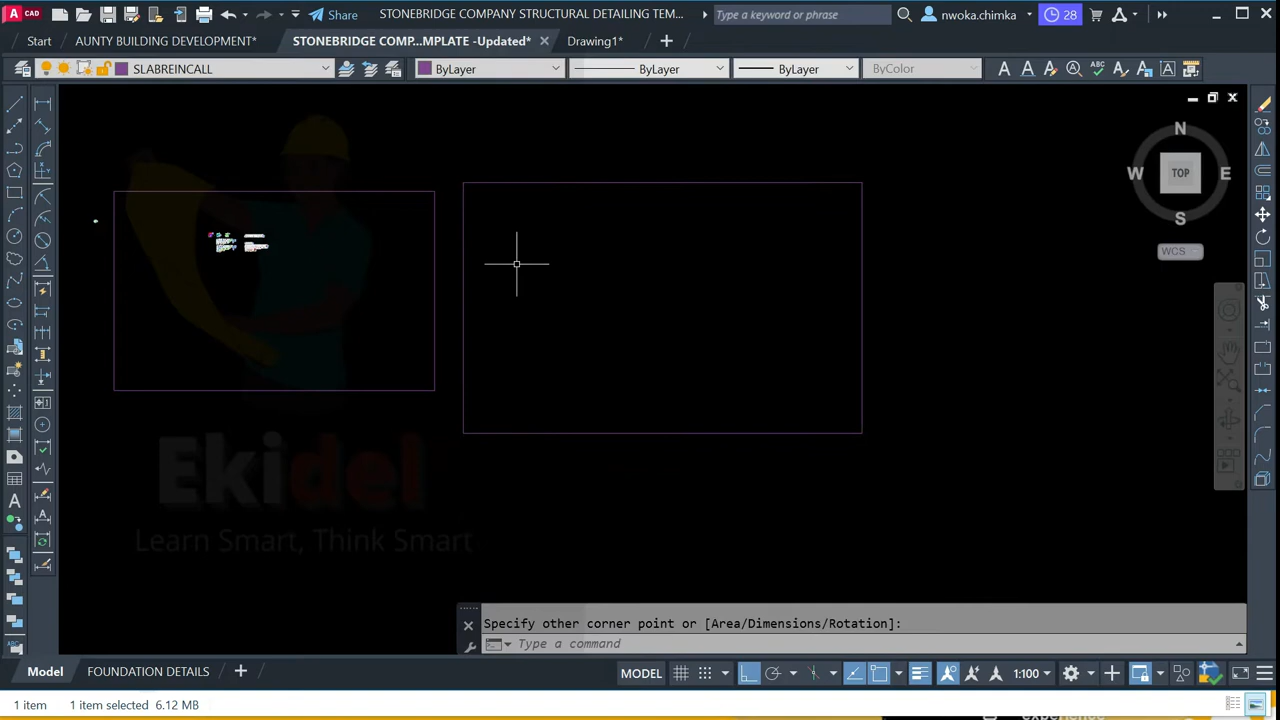 CAD
Share
STONEBRIDGE COMPANY STRUCTURAL DETAILING TEM...
Type a keyword or phrase
nwoka.chimka
28
Start
AUNTY BUILDING DEVELOPMENT*
STONEBRIDGE COMP...MPLATE -Updated*
Drawing1*
SLABREINCALL
ByLayer
ByLayer
ByLayer
ByColor
N
W
TOP
E
S
WCS
Ekidel
Learn Smart, Think Smart
Specify other corner point or [Area/Dimensions/Rotation]:
Type a command
Model
FOUNDATION DETAILS
MODEL
1:100
1 item
1 item selected 6.12 MB